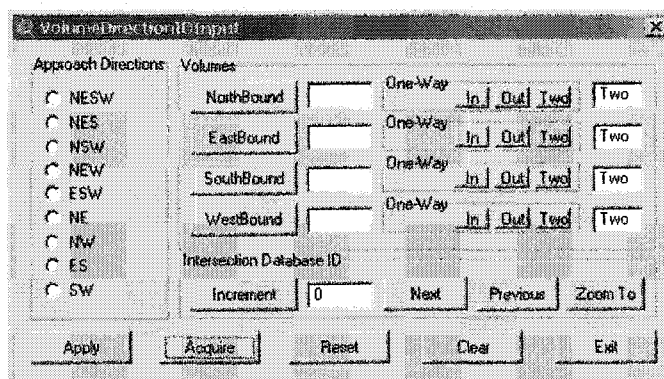 VolumeDirectionIDInput
Approach Directions
NESW
NES
NSW
NEW
ESW
NE
NW
ES
SW
Volumes
NorthBound One-Way In Out Two Two
EastBound One-Way In Out Two Two
SouthBound One-Way In Out Two Two
WestBound One-Way In Out Two Two
Intersection Database ID
Increment 0 Next Previous Zoom To
Apply Acquire Reset Clear Exit